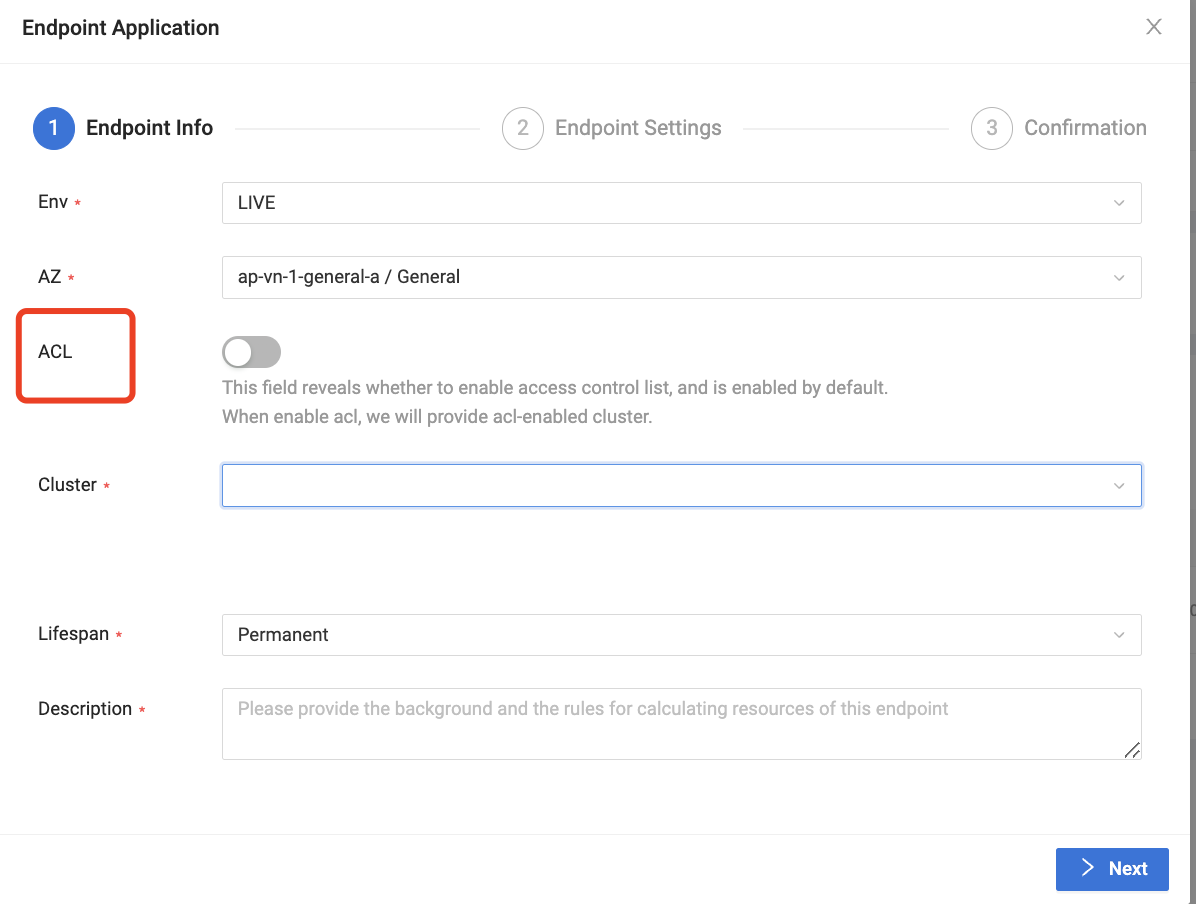 Endpoint Application
1 Endpoint Info 2 Endpoint Settings 3 Confirmation
Env * LIVE
AZ * ap-vn-1-general-a / General
ACL
This field reveals whether to enable access control list, and is enabled by default.
When enable acl, we will provide acl-enabled cluster.
Cluster *
Lifespan * Permanent
Description * Please provide the background and the rules for calculating resources of this endpoint
Next